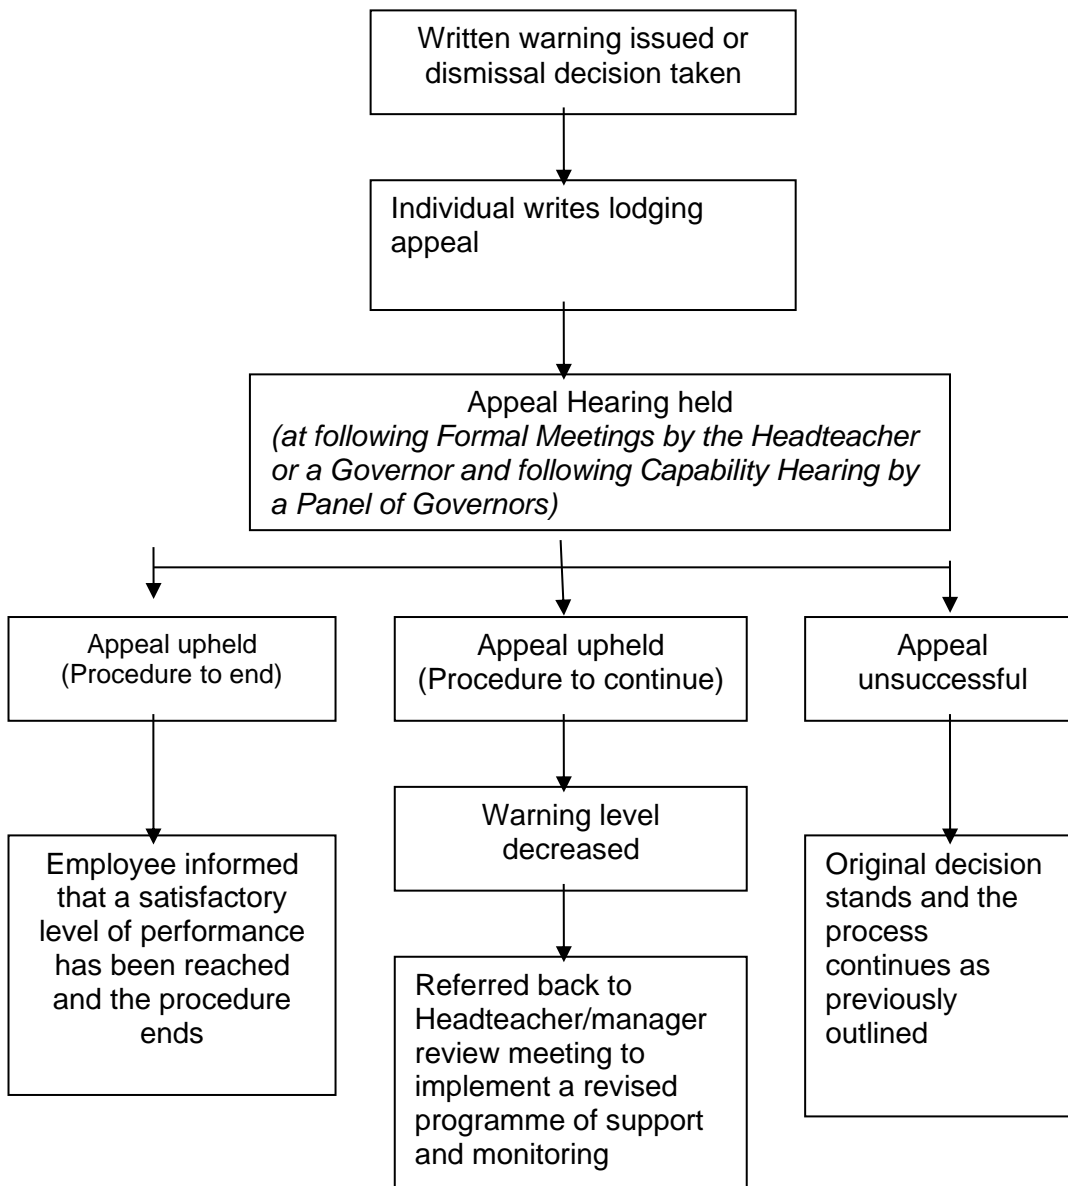 Written warning issued or
dismissal decision taken
Individual writes lodging
appeal
Appeal Hearing held
(at following Formal Meetings by the Headteacher
or a Governor and following Capability Hearing by
a Panel of Governors)
Appeal upheld
(Procedure to end)
Appeal upheld
(Procedure to continue)
Appeal
unsuccessful
Warning level
decreased
Employee informed
that a satisfactory
level of performance
has been reached
and the procedure
ends
Original decision
stands and the
process
continues as
previously
outlined
Referred back to
Headteacher/manager
review meeting to
implement a revised
programme of support
and monitoring